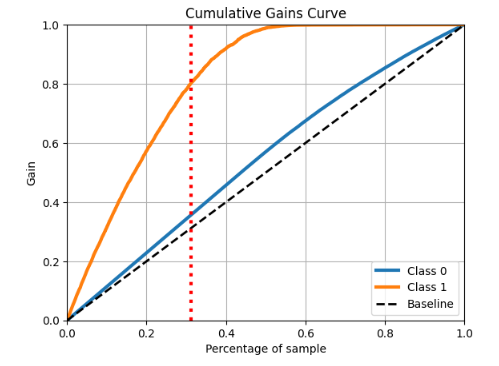 Cumulative Gains Curve
Gain
1.0
0.8
0.6
0.4
0.2
0.0
0.0 0.2 0.4 0.6 0.8 1.0
Percentage of sample
Class 0
Class 1
Baseline